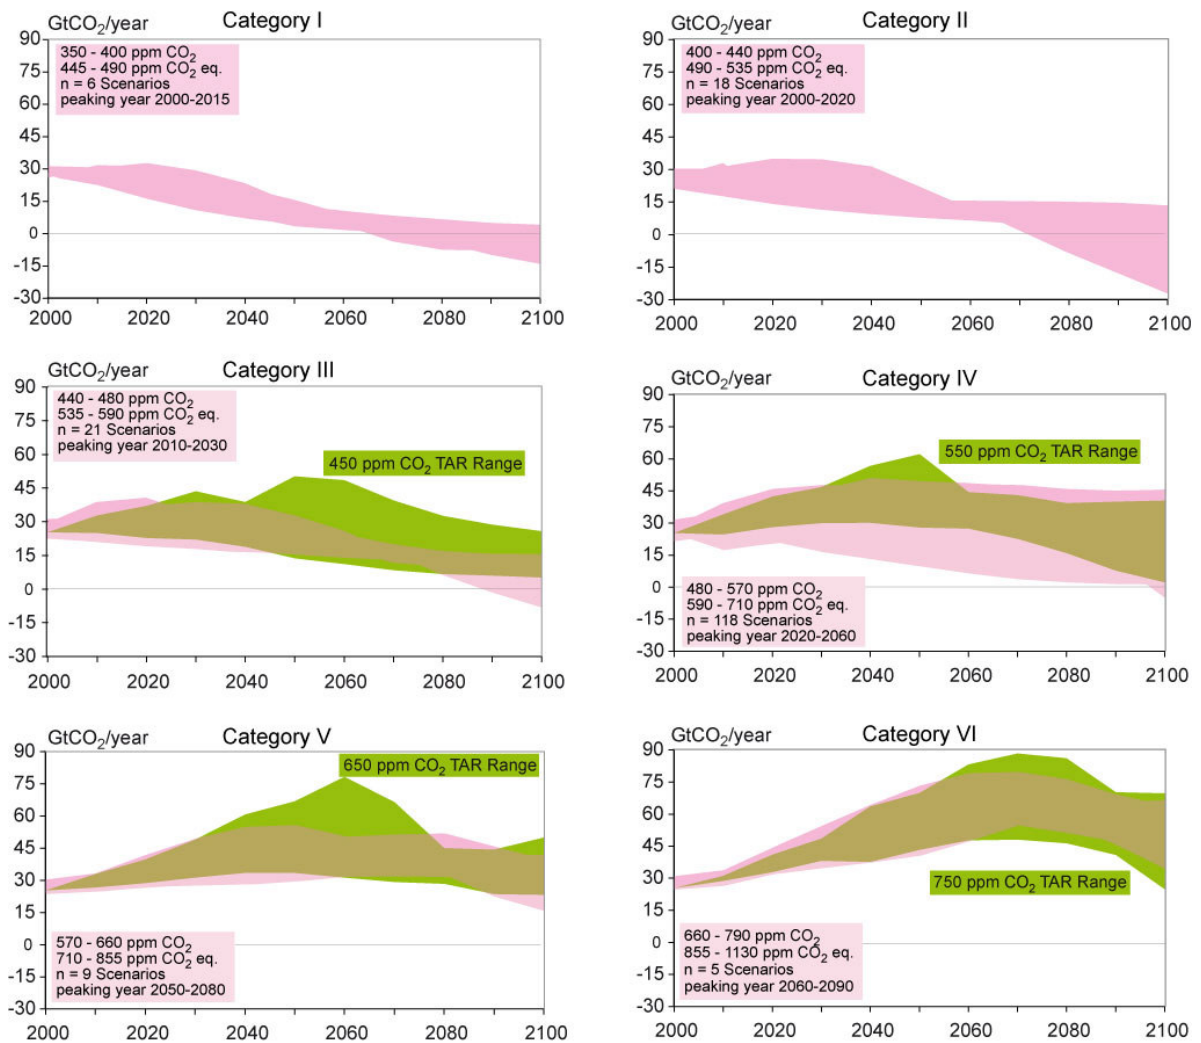 GtCO₂/year
Category I
90
75
60
45
30
15
0
-15
-30
350 - 400 ppm CO₂
445 - 490 ppm CO₂ eq.
n = 6 Scenarios
peaking year 2000-2015
2000 2020 2040 2060 2080 2100
GtCO₂/year
Category II
90
75
60
45
30
15
0
-15
-30
400 - 440 ppm CO₂
490 - 535 ppm CO₂ eq.
n = 18 Scenarios
peaking year 2000-2020
2000 2020 2040 2060 2080 2100
GtCO₂/year
Category III
90
75
60
45
30
15
0
-15
-30
440 - 480 ppm CO₂
535 - 590 ppm CO₂ eq.
n = 21 Scenarios
peaking year 2010-2030
450 ppm CO₂ TAR Range
2000 2020 2040 2060 2080 2100
GtCO₂/year
Category IV
90
75
60
45
30
15
0
-15
-30
550 ppm CO₂ TAR Range
480 - 570 ppm CO₂
590 - 710 ppm CO₂ eq.
n = 118 Scenarios
peaking year 2020-2060
2000 2020 2040 2060 2080 2100
GtCO₂/year
Category V
90
75
60
45
30
15
0
-15
-30
650 ppm CO₂ TAR Range
570 - 660 ppm CO₂
710 - 855 ppm CO₂ eq.
n = 9 Scenarios
peaking year 2050-2080
2000 2020 2040 2060 2080 2100
GtCO₂/year
Category VI
90
75
60
45
30
15
0
-15
-30
750 ppm CO₂ TAR Range
660 - 790 ppm CO₂
855 - 1130 ppm CO₂ eq.
n = 5 Scenarios
peaking year 2060-2090
2000 2020 2040 2060 2080 2100